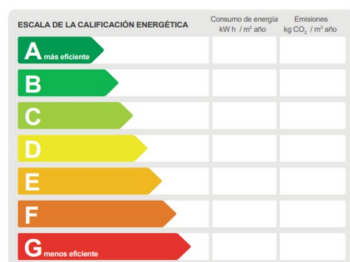 ESCALA DE LA CALIFICACIÓN ENERGÉTICA
Consumo de energía
kW h / m² año
Emisiones
kg CO₂ / m² año
A más eficiente
B
C
D
E
F
G menos eficiente